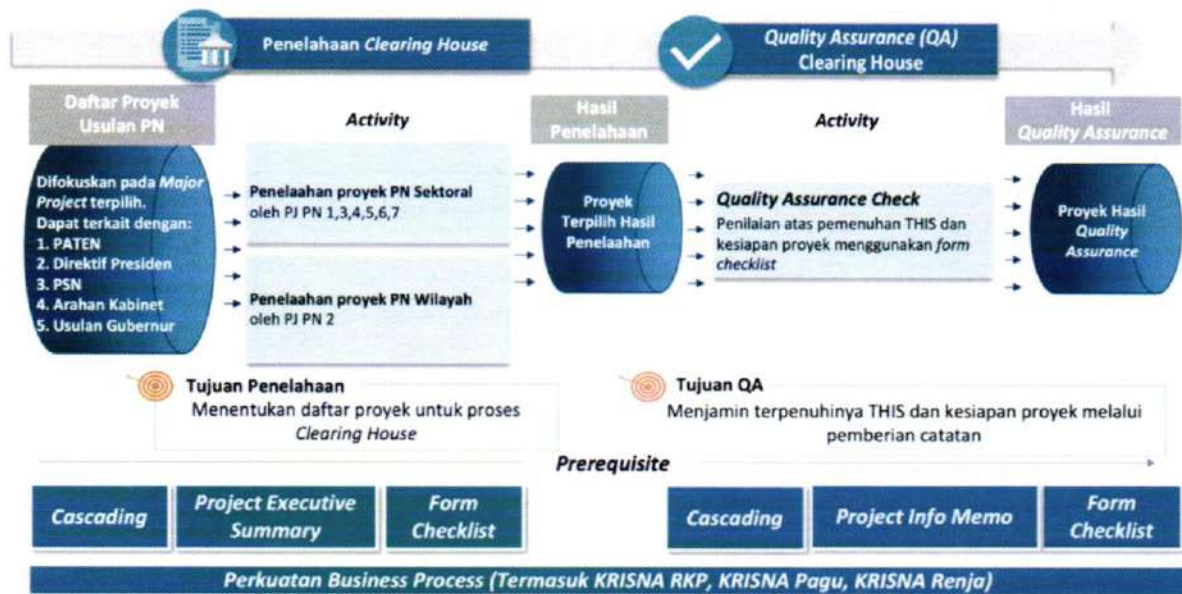 Penelahaan Clearing House
Quality Assurance (QA)
Clearing House
Daftar Proyek
Usulan PN
Activity
Hasil
Penelahaan
Activity
Hasil
Quality Assurance
Difokuskan pada Major
Project terpilih.
Dapat terkait dengan:
1. PATEN
2. Direktif Presiden
3. PSN
4. Arahan Kabinet
5. Usulan Gubernur
Penelaahan proyek PN Sektoral
oleh PJ PN 1,3,4,5,6,7
Penelaahan proyek PN Wilayah
oleh PJ PN 2
Proyek
Terpilih Hasil
Penelaahan
Quality Assurance Check
Penilaian atas pemenuhan THIS dan
kesiapan proyek menggunakan form
checklist
Proyek Hasil
Quality
Assurance
Tujuan Penelahaan
Menentukan daftar proyek untuk proses
Clearing House
Tujuan QA
Menjamin terpenuhinya THIS dan kesiapan proyek melalui
pemberian catatan
Prerequisite
Cascading
Project Executive
Summary
Form
Checklist
Cascading
Project Info Memo
Form
Checklist
Perkuatan Business Process (Termasuk KRISNA RKP, KRISNA Pagu, KRISNA Renja)